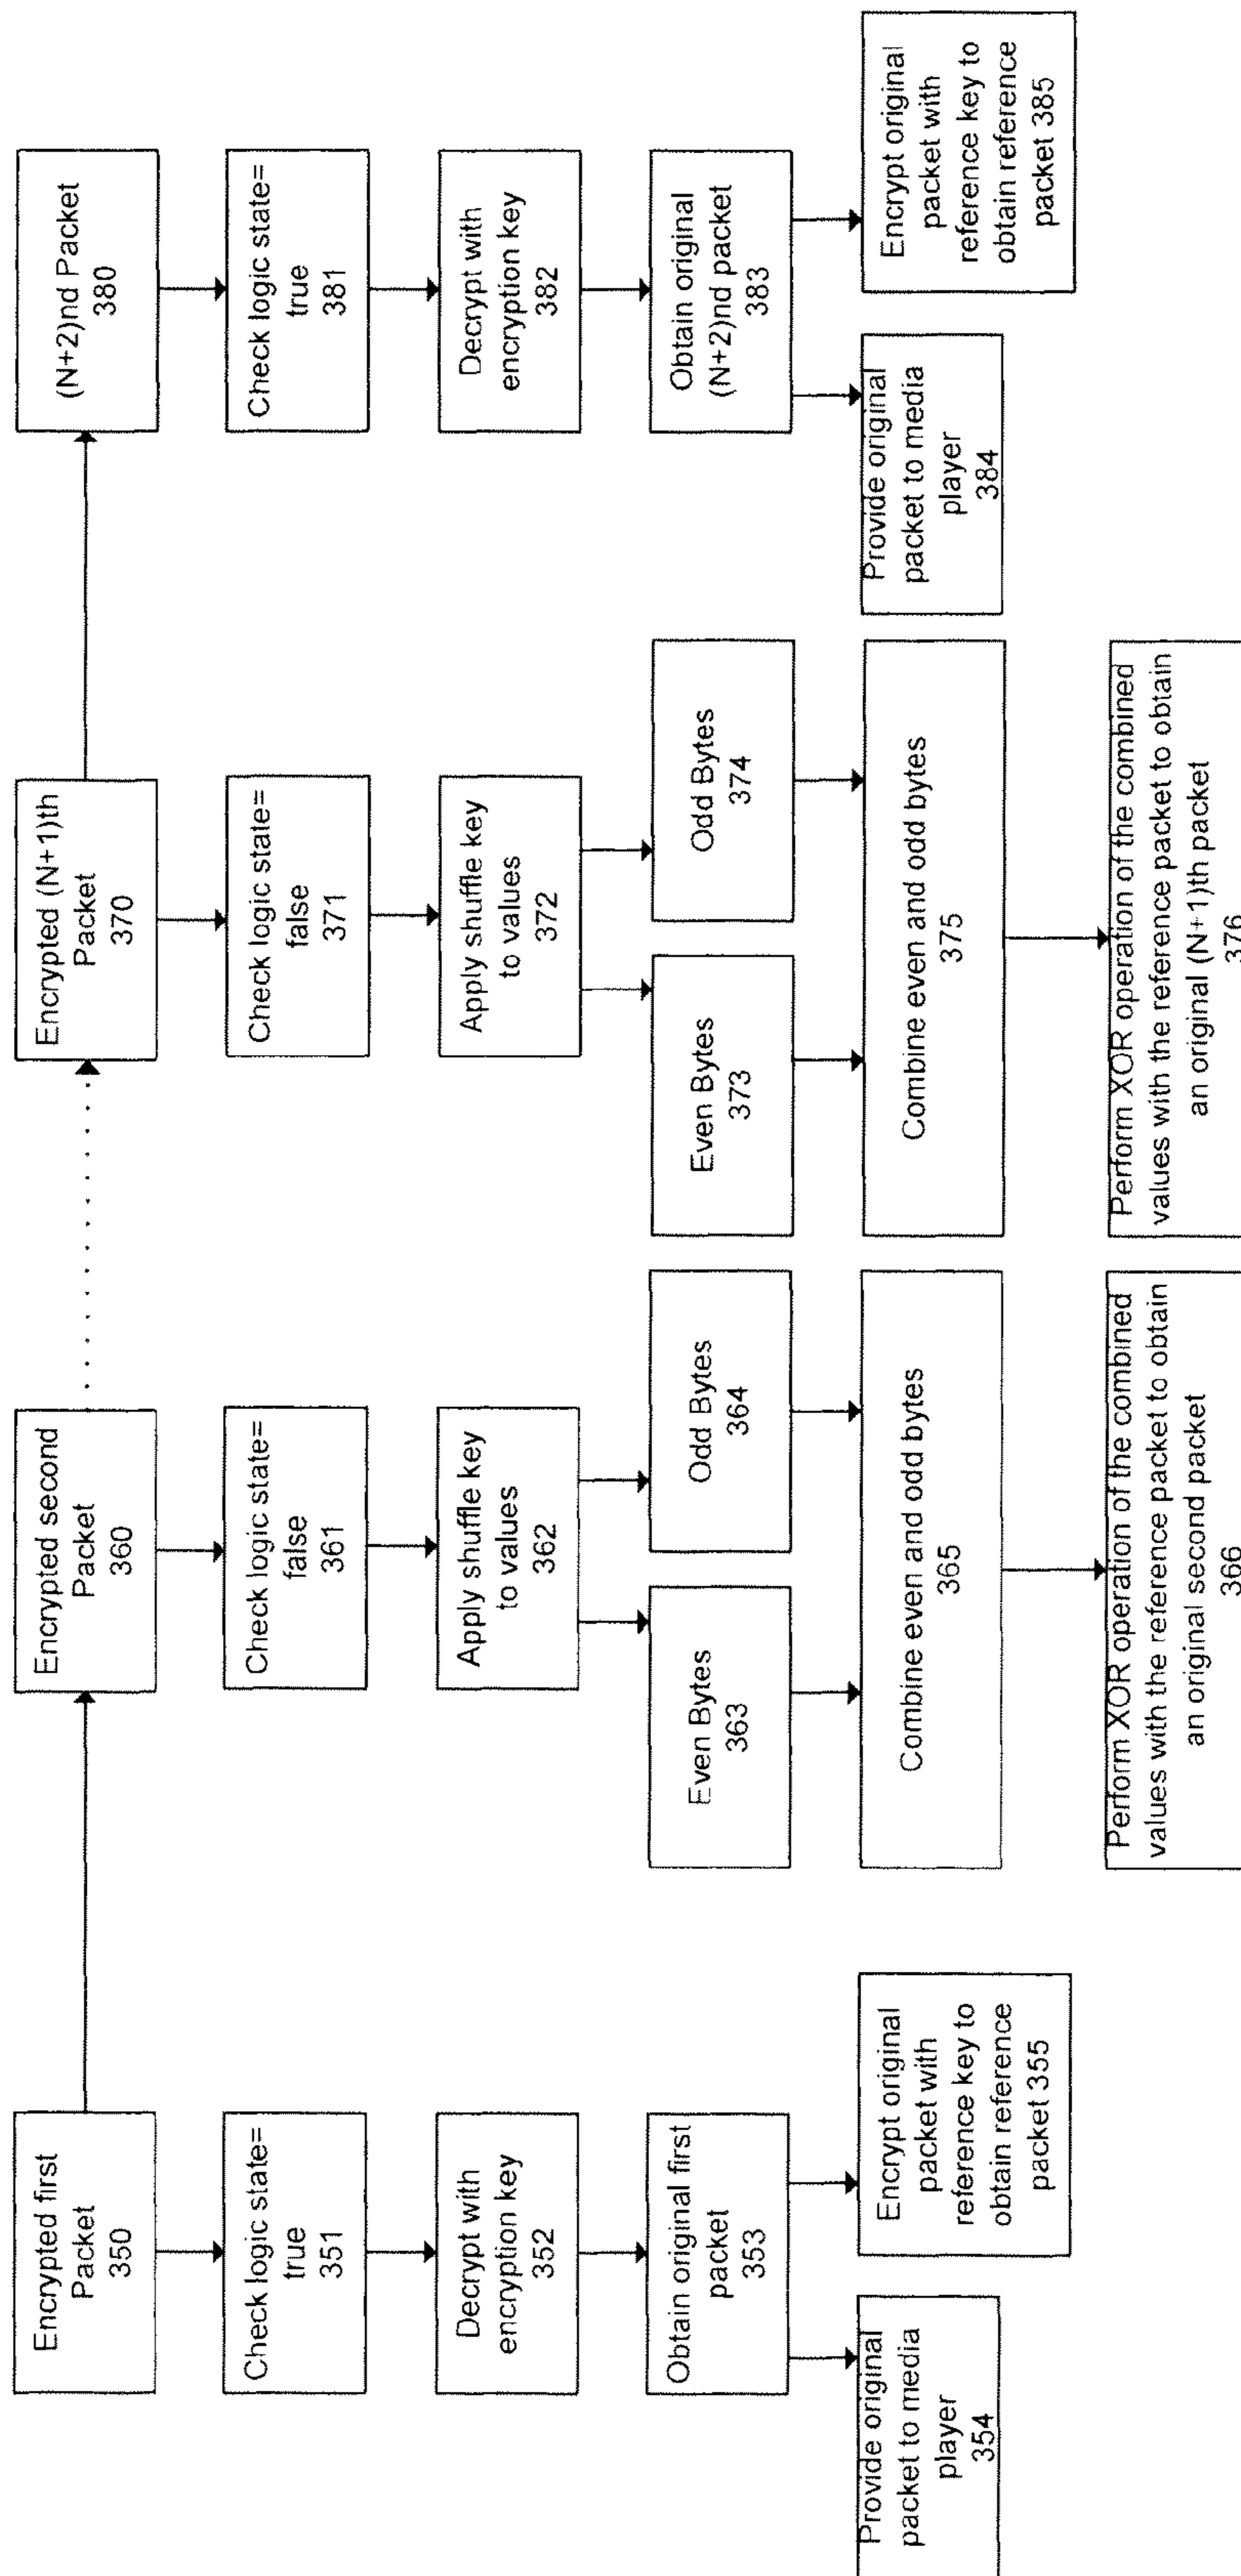 Encrypted first
Packet
350
Check logic state=
true
351
Decrypt with
encryption key
352
Obtain original first
packet
353
Provide original
packet to media
player
354
Encrypt original
packet with
reference key to
obtain reference
packet 355
Encrypted second
Packet
360
Check logic state=
false
361
Apply shuffle key
to values
362
Even Bytes
363
Odd Bytes
364
Combine even and odd bytes
365
Perform XOR operation of the combined
values with the reference packet to obtain
an original second packet
366
Encrypted (N+1)th
Packet
370
Check logic state=
false
371
Apply shuffle key
to values
372
Even Bytes
373
Odd Bytes
374
Combine even and odd bytes
375
Perform XOR operation of the combined
values with the reference packet to obtain
an original (N+1)th packet
376
(N+2)nd Packet
380
Check logic state=
true
381
Decrypt with
encryption key
382
Obtain original
(N+2)nd packet
383
Provide original
packet to media
player
384
Encrypt original
packet with
reference key to
obtain reference
packet 385